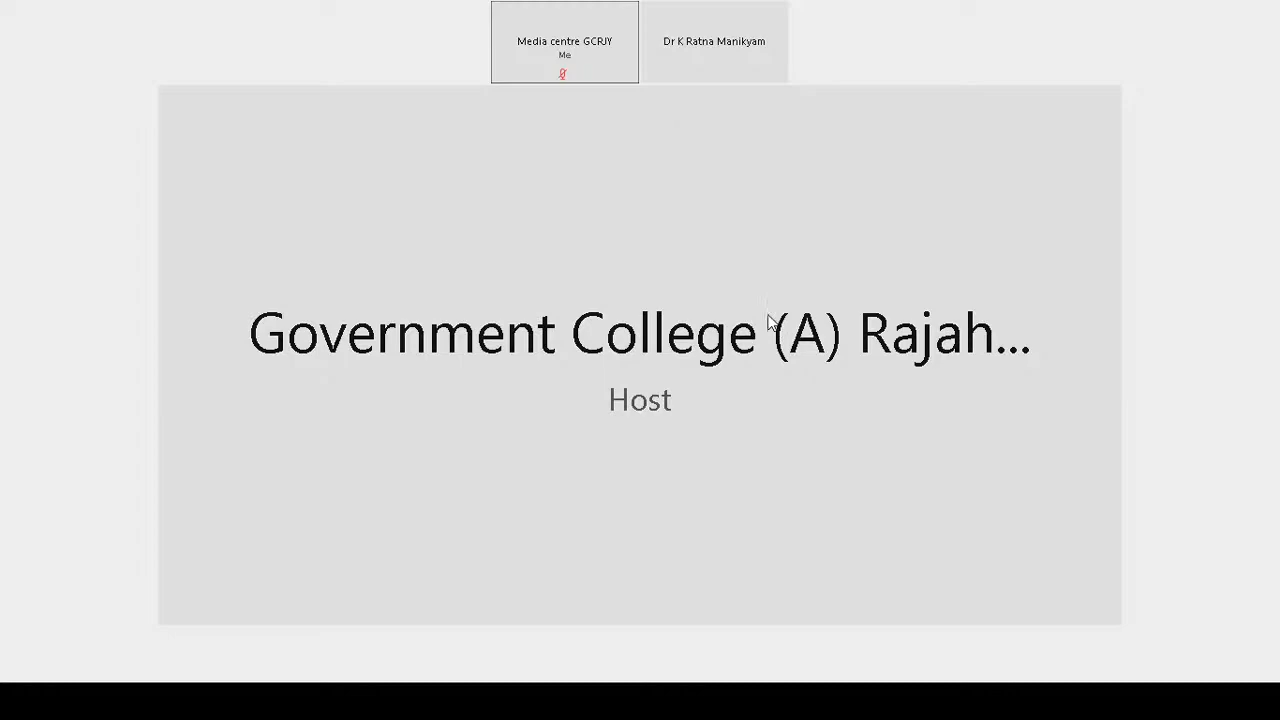 Media centre GCRJY
Me
Dr K Ratna Manikyam
Government College (A) Rajah...
Host